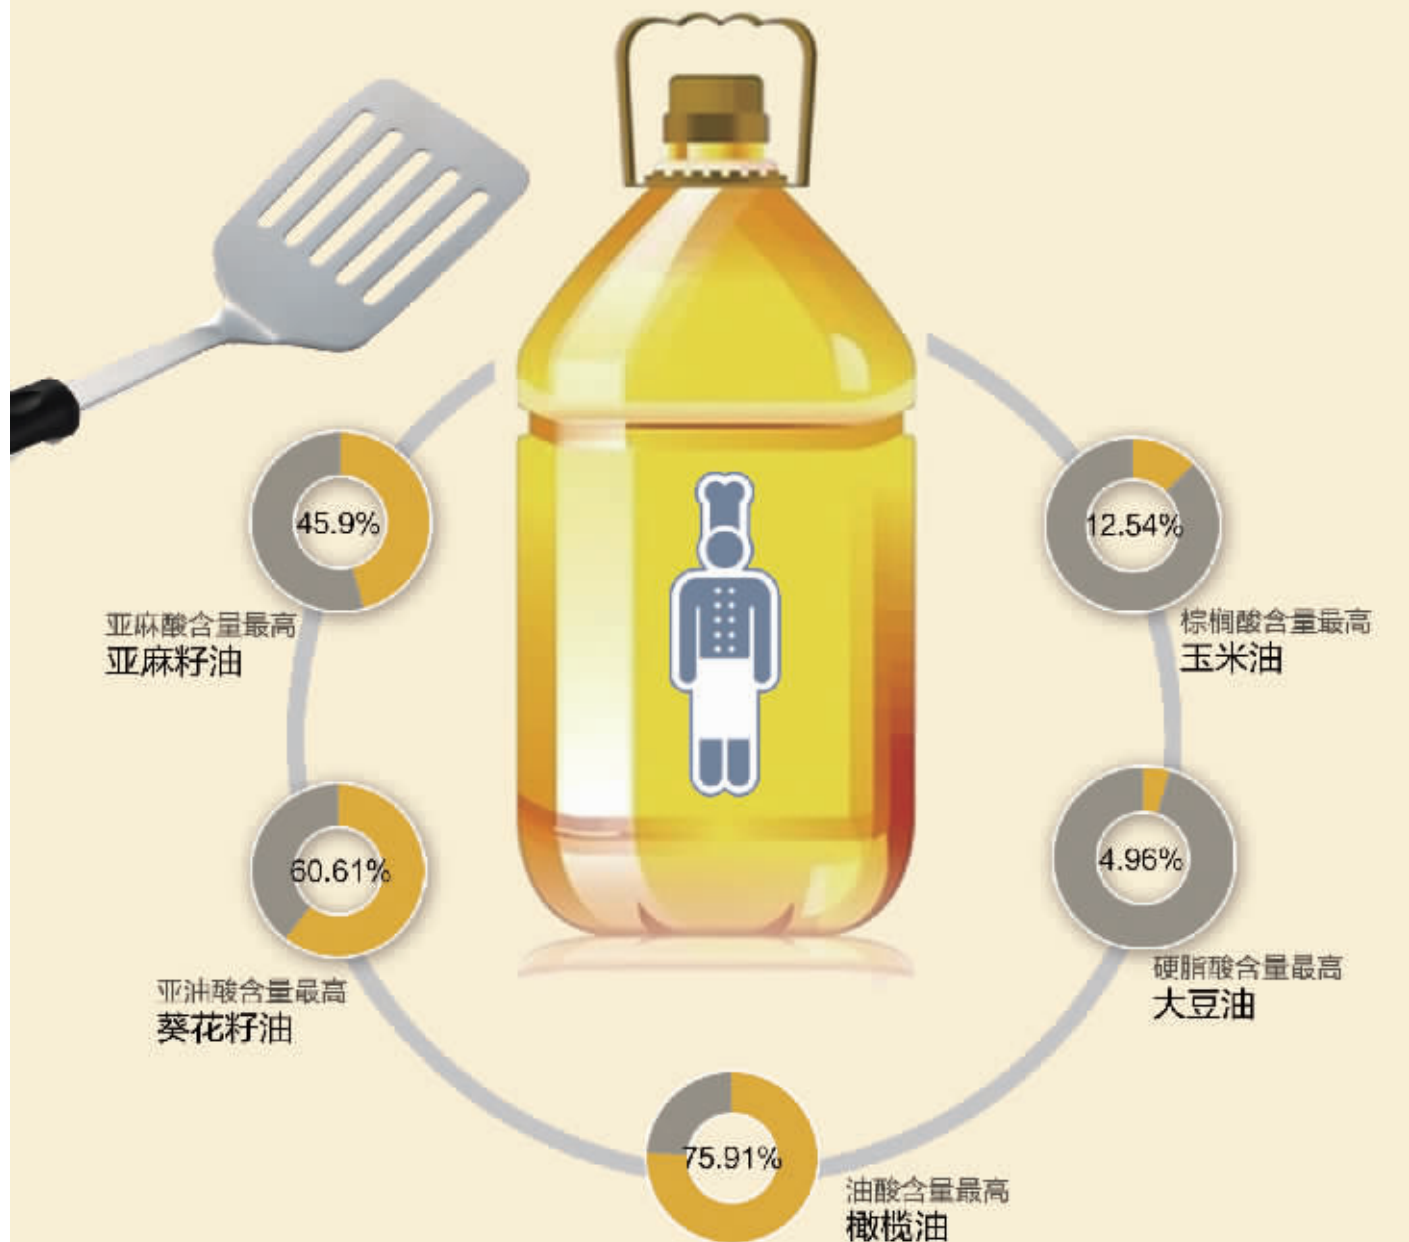 45.9%
亚麻酸含量最高
亚麻籽油
12.54%
棕榈酸含量最高
玉米油
60.61%
亚油酸含量最高
葵花籽油
4.96%
硬脂酸含量最高
大豆油
75.91%
油酸含量最高
橄榄油